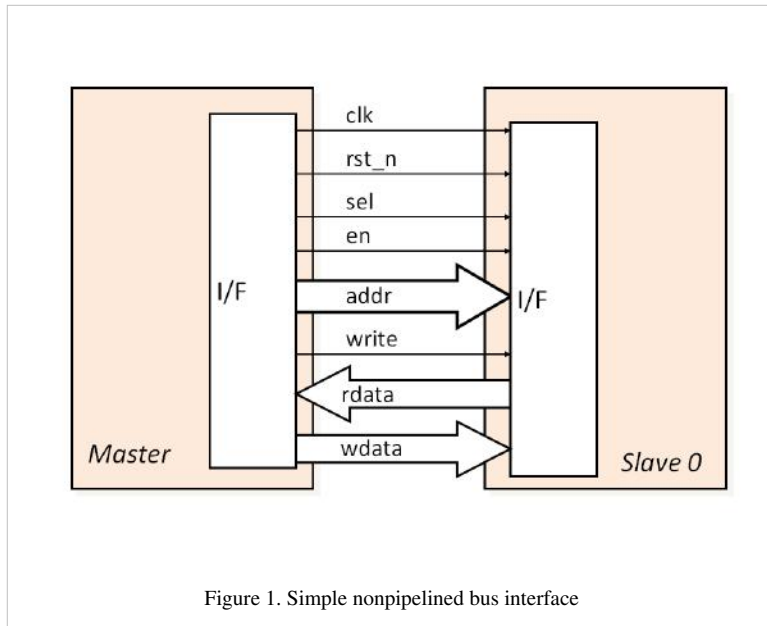 clk
rst_n
sel
en
I/F
addr
I/F
write
rdata
wdata
Master
Slave 0
Figure 1. Simple nonpipelined bus interface